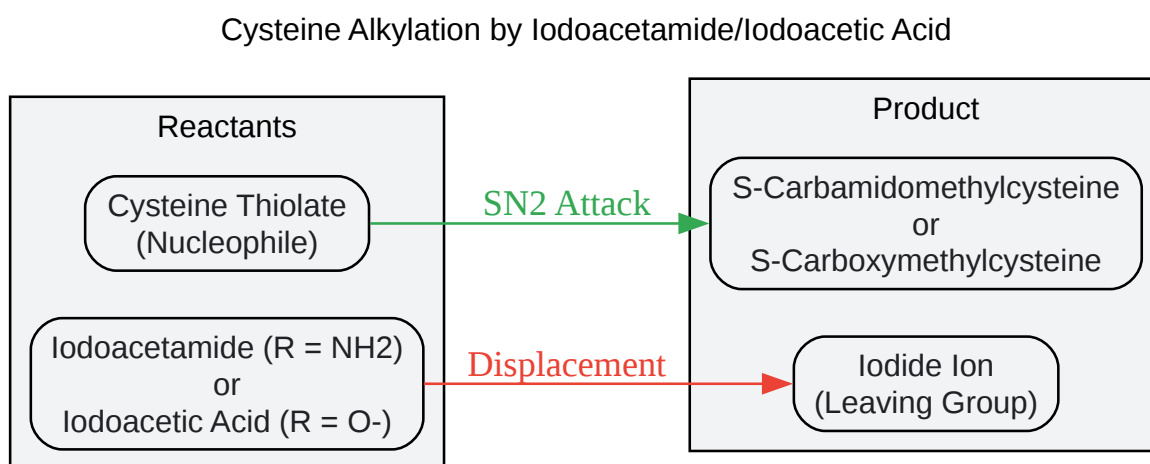 Cysteine Alkylation by Iodoacetamide/Iodoacetic Acid
Reactants
Cysteine Thiolate
(Nucleophile)
Iodoacetamide (R = NH2)
or
Iodoacetic Acid (R = O-)
SN2 Attack
Displacement
Product
S-Carbamidomethylcysteine
or
S-Carboxymethylcysteine
Iodide Ion
(Leaving Group)